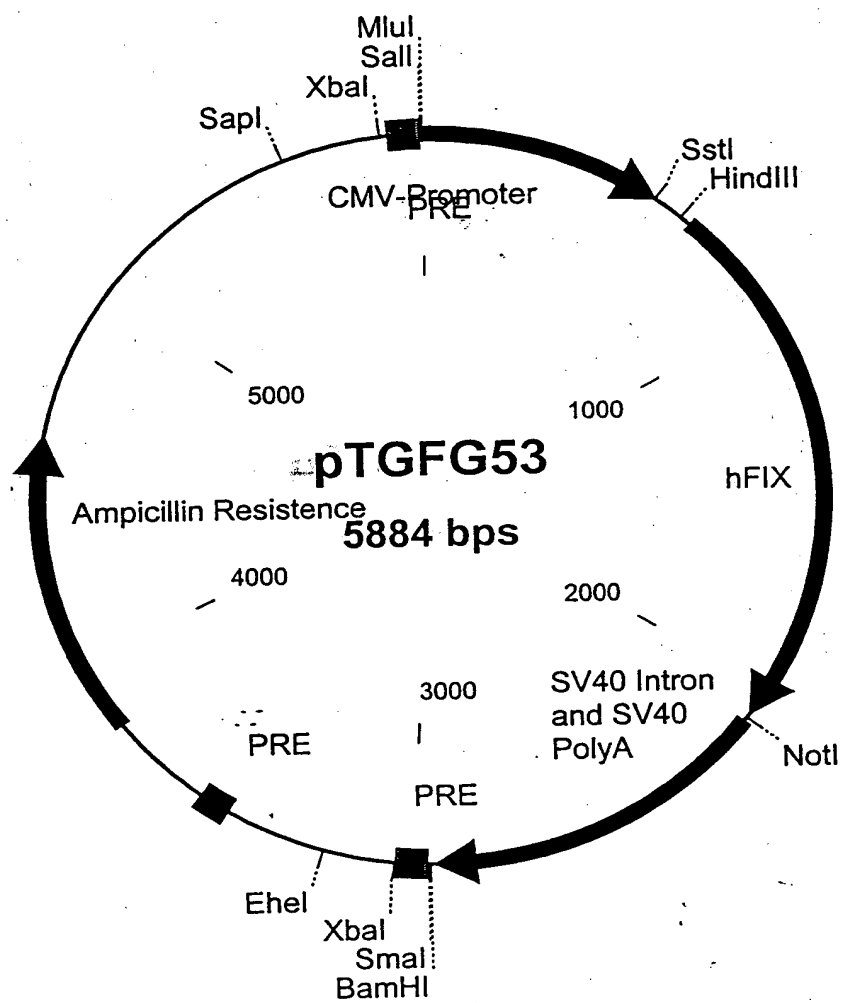 MluI
SalI
XbaI
SapI
SstI
HindIII
CMV-Promoter
PRE
5000
1000
pTGFG53
hFIX
Ampicillin Resistence
5884 bps
4000
2000
3000
SV40 Intron
and SV40
PolyA
PRE
NotI
PRE
EheI
XbaI
SmaI
BamHI